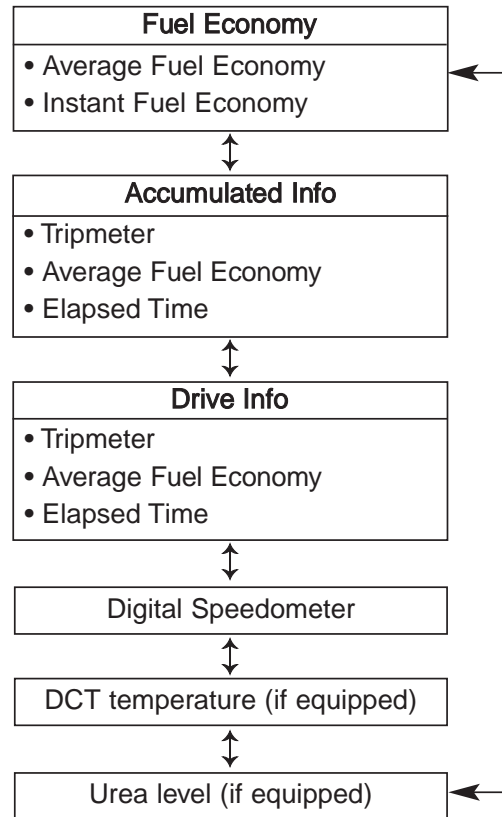 Fuel Economy
• Average Fuel Economy
• Instant Fuel Economy
Accumulated Info
• Tripmeter
• Average Fuel Economy
• Elapsed Time
Drive Info
• Tripmeter
• Average Fuel Economy
• Elapsed Time
Digital Speedometer
DCT temperature (if equipped)
Urea level (if equipped)